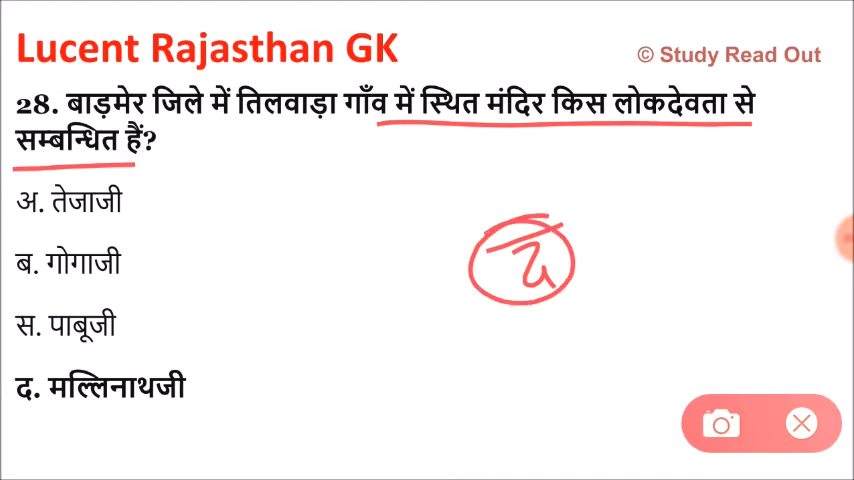 Lucent Rajasthan GK
© Study Read Out
28. बाड़मेर जिले में तिलवाड़ा गाँव में स्थित मंदिर किस लोकदेवता से
सम्बन्धित हैं?
अ. तेजाजी
ब. गोगाजी
द
स. पाबूजी
द. मल्लिनाथजी